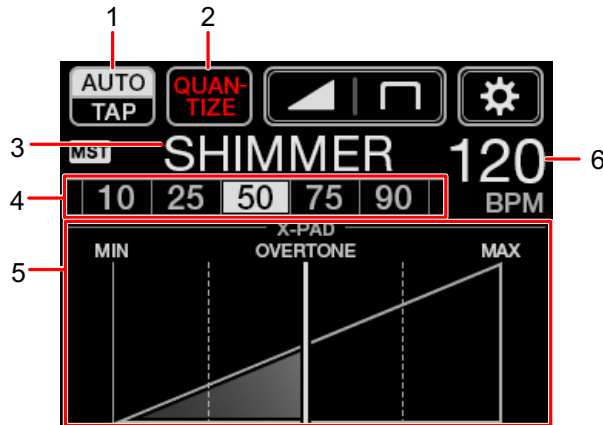 1 2
AUTO
TAP
QUAN-
TIZE
3
MST
SHIMMER
120
BPM
6
4
10 25 50 75 90
5
X-PAD
MIN OVERTONE MAX